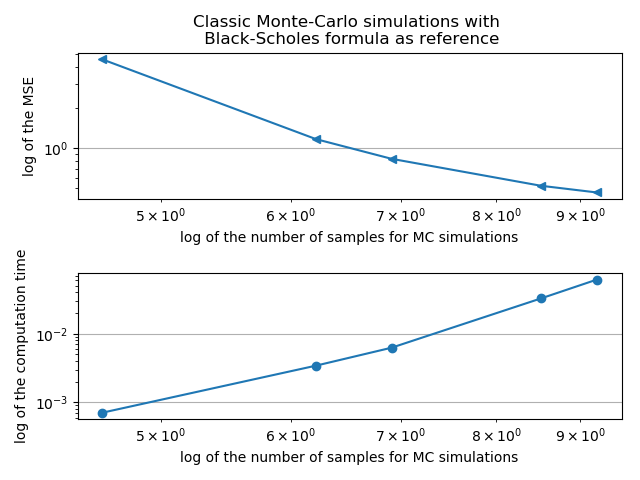 Classic Monte-Carlo simulations with
Black-Scholes formula as reference
log of the MSE
10⁰
5 × 10⁰ 6 × 10⁰ 7 × 10⁰ 8 × 10⁰ 9 × 10⁰
log of the number of samples for MC simulations
log of the computation time
10⁻²
10⁻³
5 × 10⁰ 6 × 10⁰ 7 × 10⁰ 8 × 10⁰ 9 × 10⁰
log of the number of samples for MC simulations